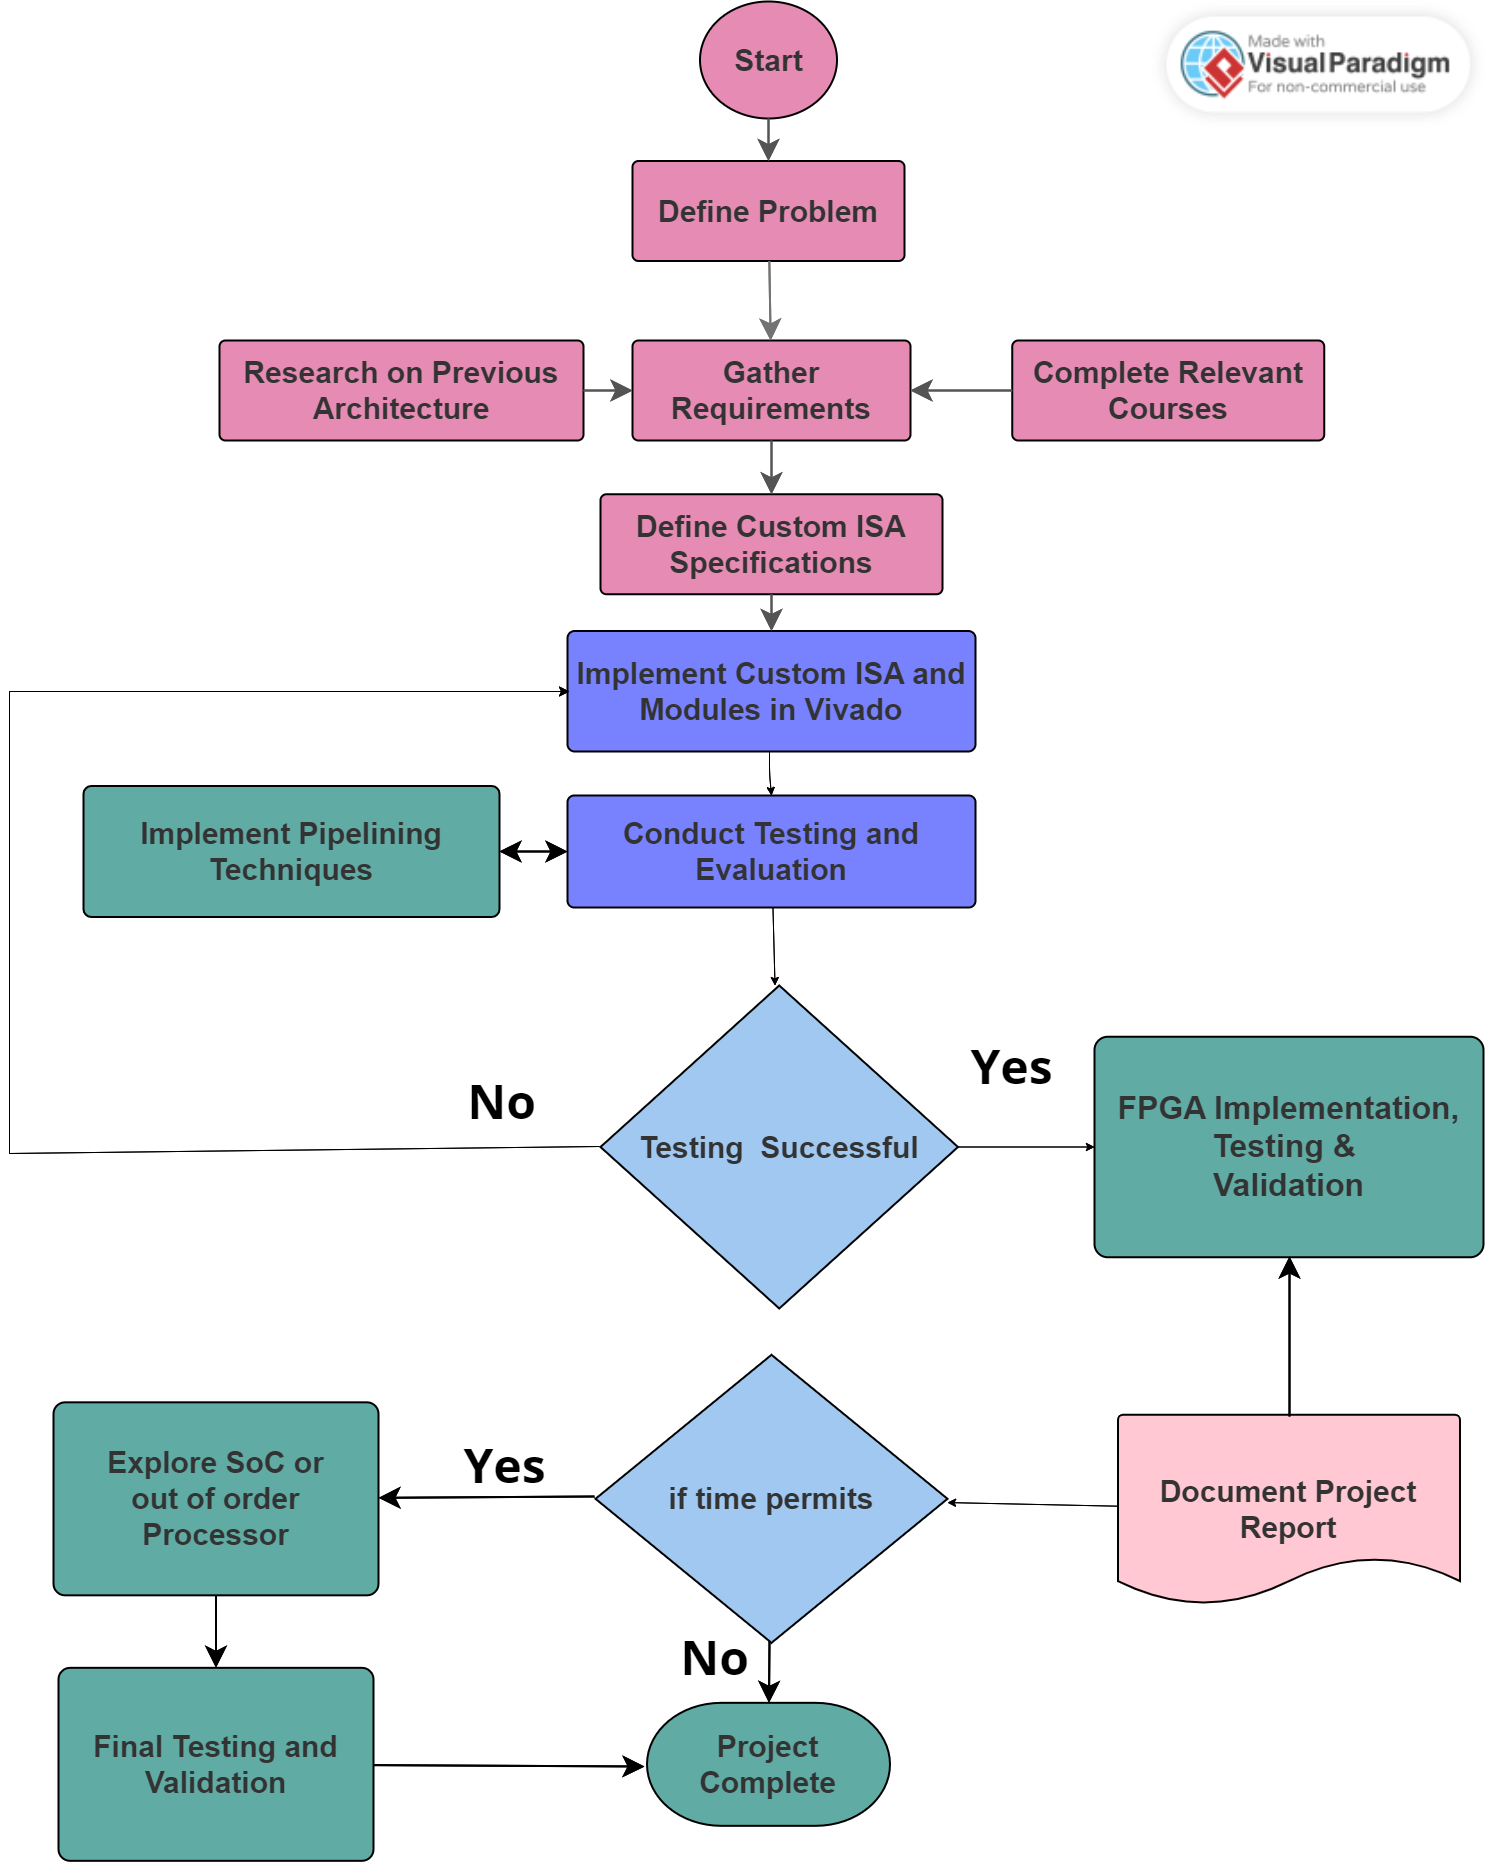 Start
Made with
Visual Paradigm
For non-commercial use
Define Problem
Research on Previous
Architecture
Gather
Requirements
Complete Relevant
Courses
Define Custom ISA
Specifications
Implement Custom ISA and
Modules in Vivado
Implement Pipelining
Techniques
Conduct Testing and
Evaluation
No
Testing  Successful
Yes
FPGA Implementation,
Testing &
Validation
Explore SoC or
out of order
Processor
Yes
if time permits
Document Project
Report
No
Final Testing and
Validation
Project
Complete